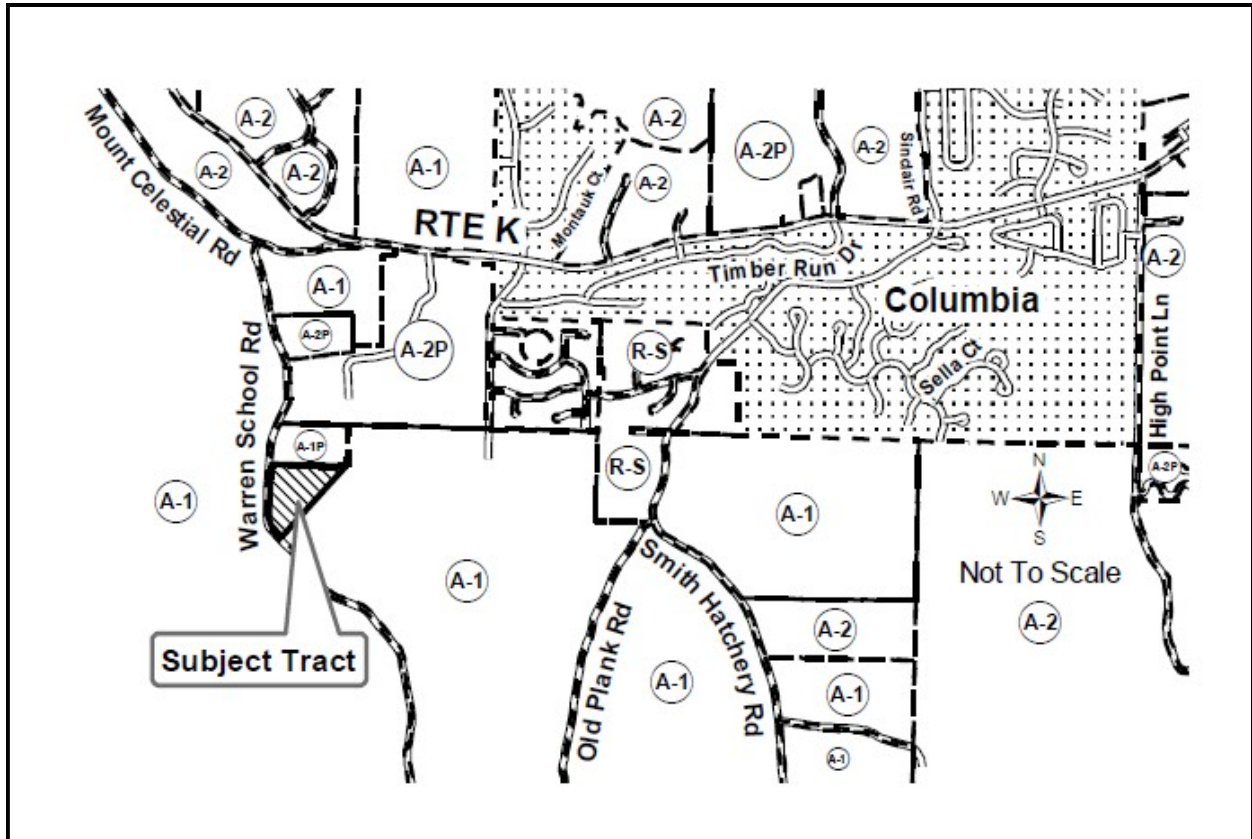 A-2
A-2
A-2P
A-2
A-2
A-1
A-2
Sinclair Rd
Mount Celestial Rd
Montauk Ct
RTE K
A-2
Timber Run Dr
A-1
Columbia
A-2P
A-2P
R-S
Sella Ct
High Point Ln
Warren School Rd
A-1P
R-S
A-2P
N
W
E
S
A-1
A-1
Not To Scale
A-1
Smith Hatchery Rd
A-2
A-2
Subject Tract
Old Plank Rd
A-1
A-1
A-1